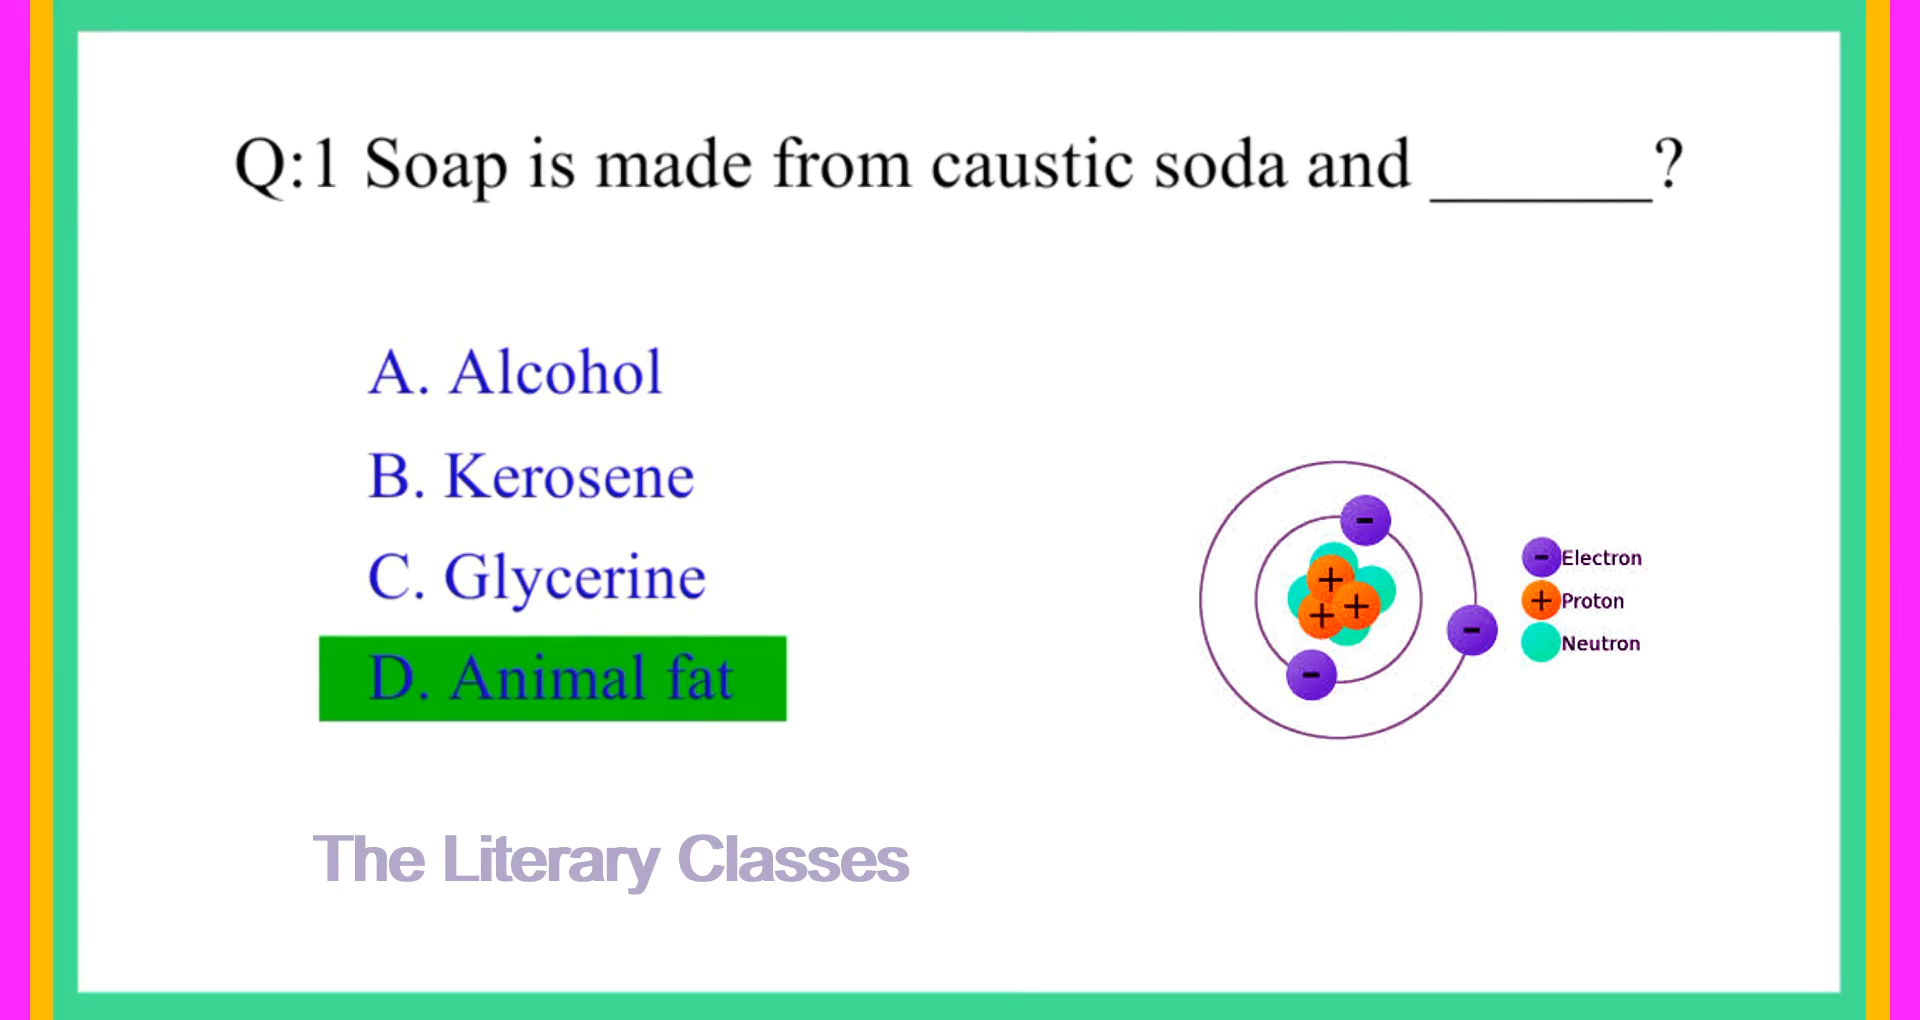 Q:1 Soap is made from caustic soda and _______?
A. Alcohol
B. Kerosene
C. Glycerine
D. Animal fat
- Electron
+ Proton
Neutron
The Literary Classes